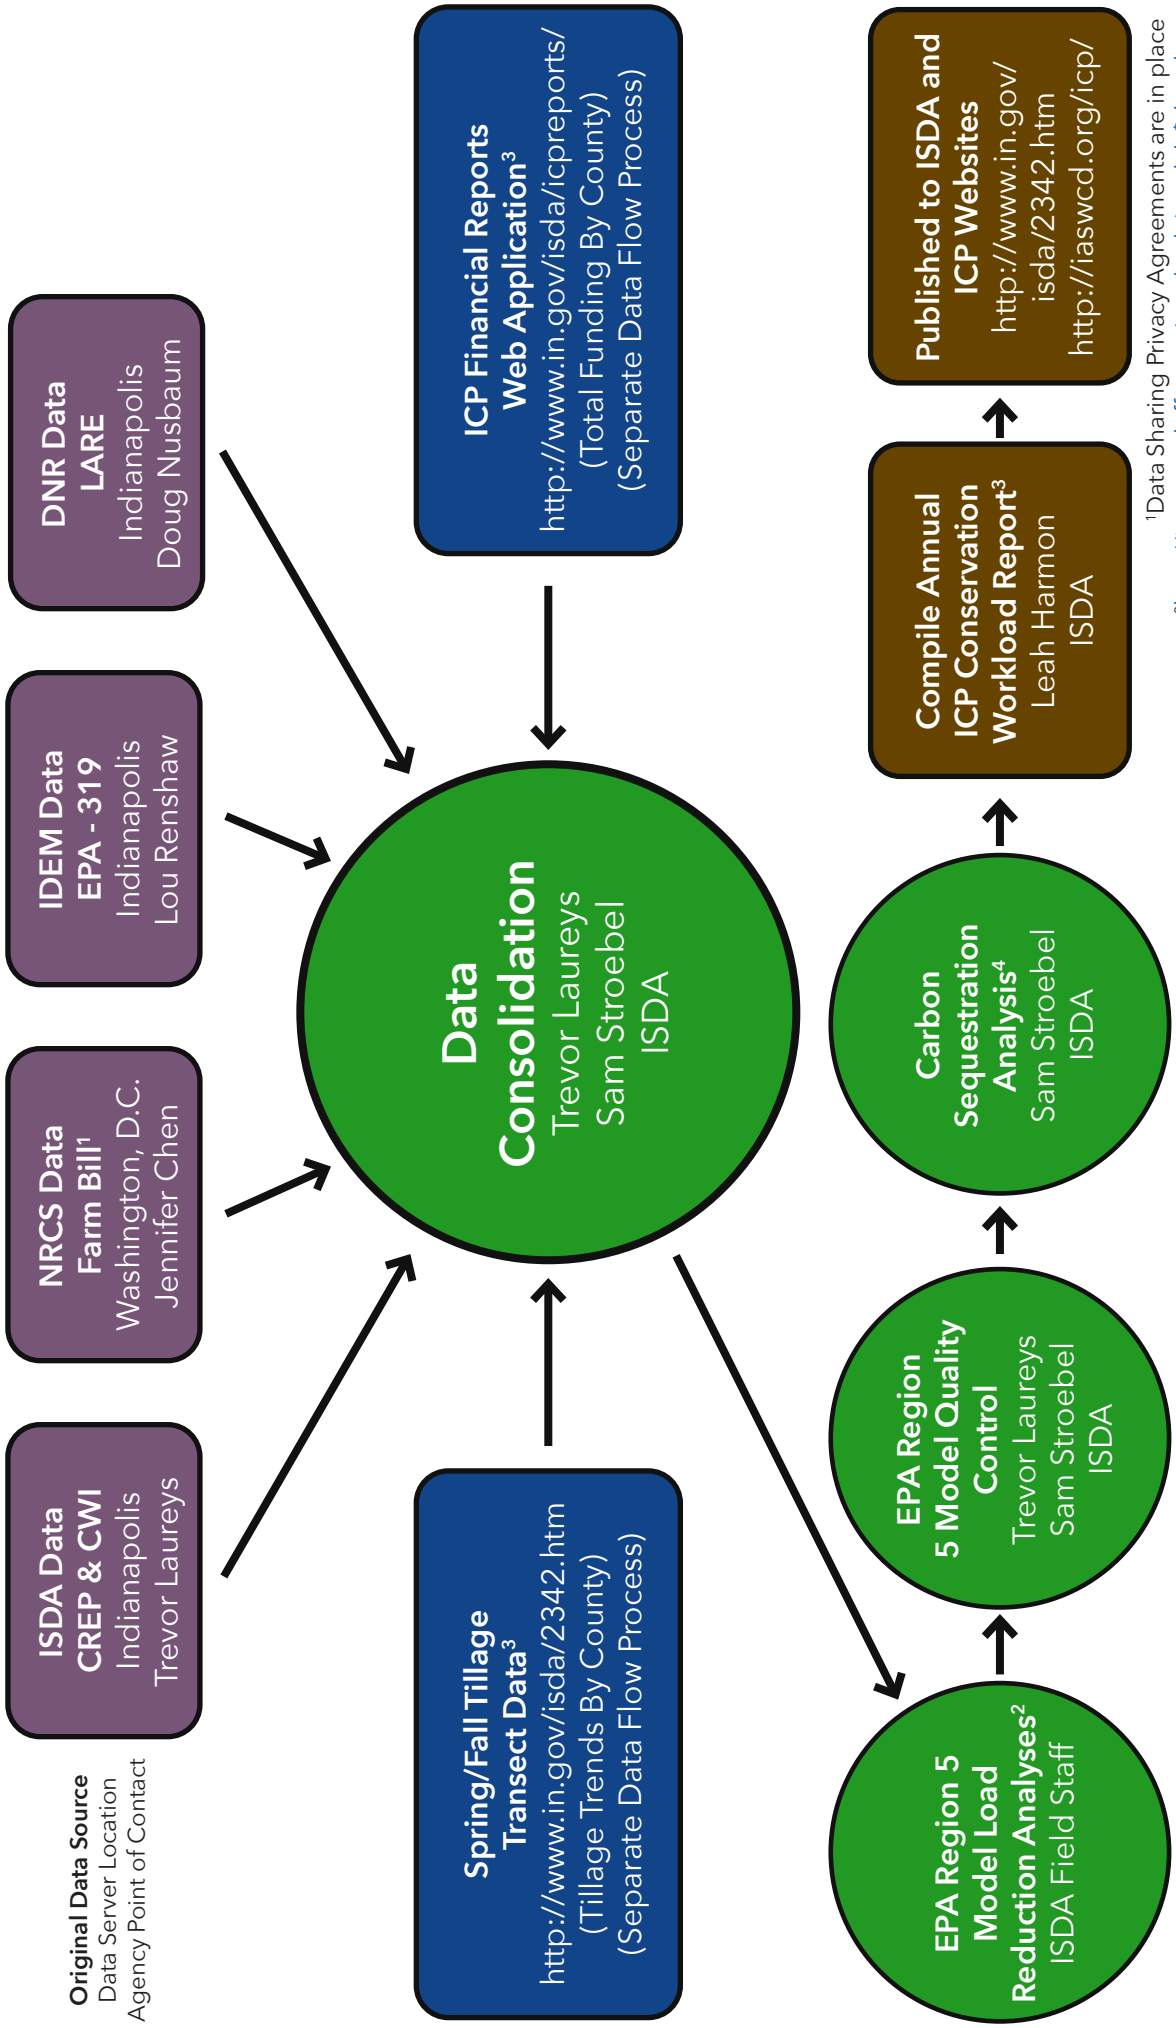 Original Data Source
Data Server Location
Agency Point of Contact
ISDA Data
CREP & CWI
Indianapolis
Trevor Laureys
NRCS Data
Farm Bill¹
Washington, D.C.
Jennifer Chen
IDEM Data
EPA - 319
Indianapolis
Lou Renshaw
DNR Data
LARE
Indianapolis
Doug Nusbaum
Spring/Fall Tillage
Transect Data³
http://www.in.gov/isda/2342.htm
(Tillage Trends By County)
(Separate Data Flow Process)
Data
Consolidation
Trevor Laureys
Sam Stroebel
ISDA
ICP Financial Reports
Web Application³
http://www.in.gov/isda/icpreports/
(Total Funding By County)
(Separate Data Flow Process)
EPA Region 5
Model Load
Reduction Analyses²
ISDA Field Staff
EPA Region
5 Model Quality
Control
Trevor Laureys
Sam Stroebel
ISDA
Carbon
Sequestration
Analysis⁴
Sam Stroebel
ISDA
Compile Annual
ICP Conservation
Workload Report³
Leah Harmon
ISDA
Published to ISDA and
ICP Websites
http://www.in.gov/
isda/2342.htm
http://iaswcd.org/icp/
¹Data Sharing Privacy Agreements are in place